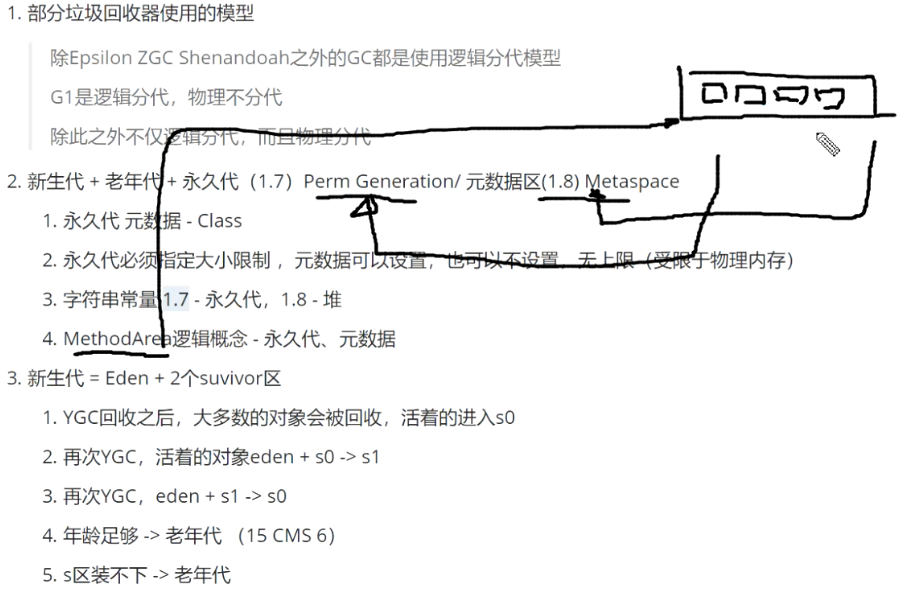 1. 部分垃圾回收器使用的模型
除Epsilon ZGC Shenandoah之外的GC都是使用逻辑分代模型
G1是逻辑分代，物理不分代
除此之外不仅逻辑分代，而且物理分代
2. 新生代 + 老年代 + 永久代（1.7）Perm Generation/ 元数据区(1.8) Metaspace
1. 永久代 元数据 - Class
2. 永久代必须指定大小限制 ，元数据可以设置，也可以不设置，无上限（受限于物理内存）
3. 字符串常量 1.7 - 永久代，1.8 - 堆
4. MethodArea逻辑概念 - 永久代、元数据
3. 新生代 = Eden + 2个suvivor区
1. YGC回收之后，大多数的对象会被回收，活着的进入s0
2. 再次YGC，活着的对象eden + s0 -> s1
3. 再次YGC，eden + s1 -> s0
4. 年龄足够 -> 老年代 （15 CMS 6）
5. s区装不下 -> 老年代